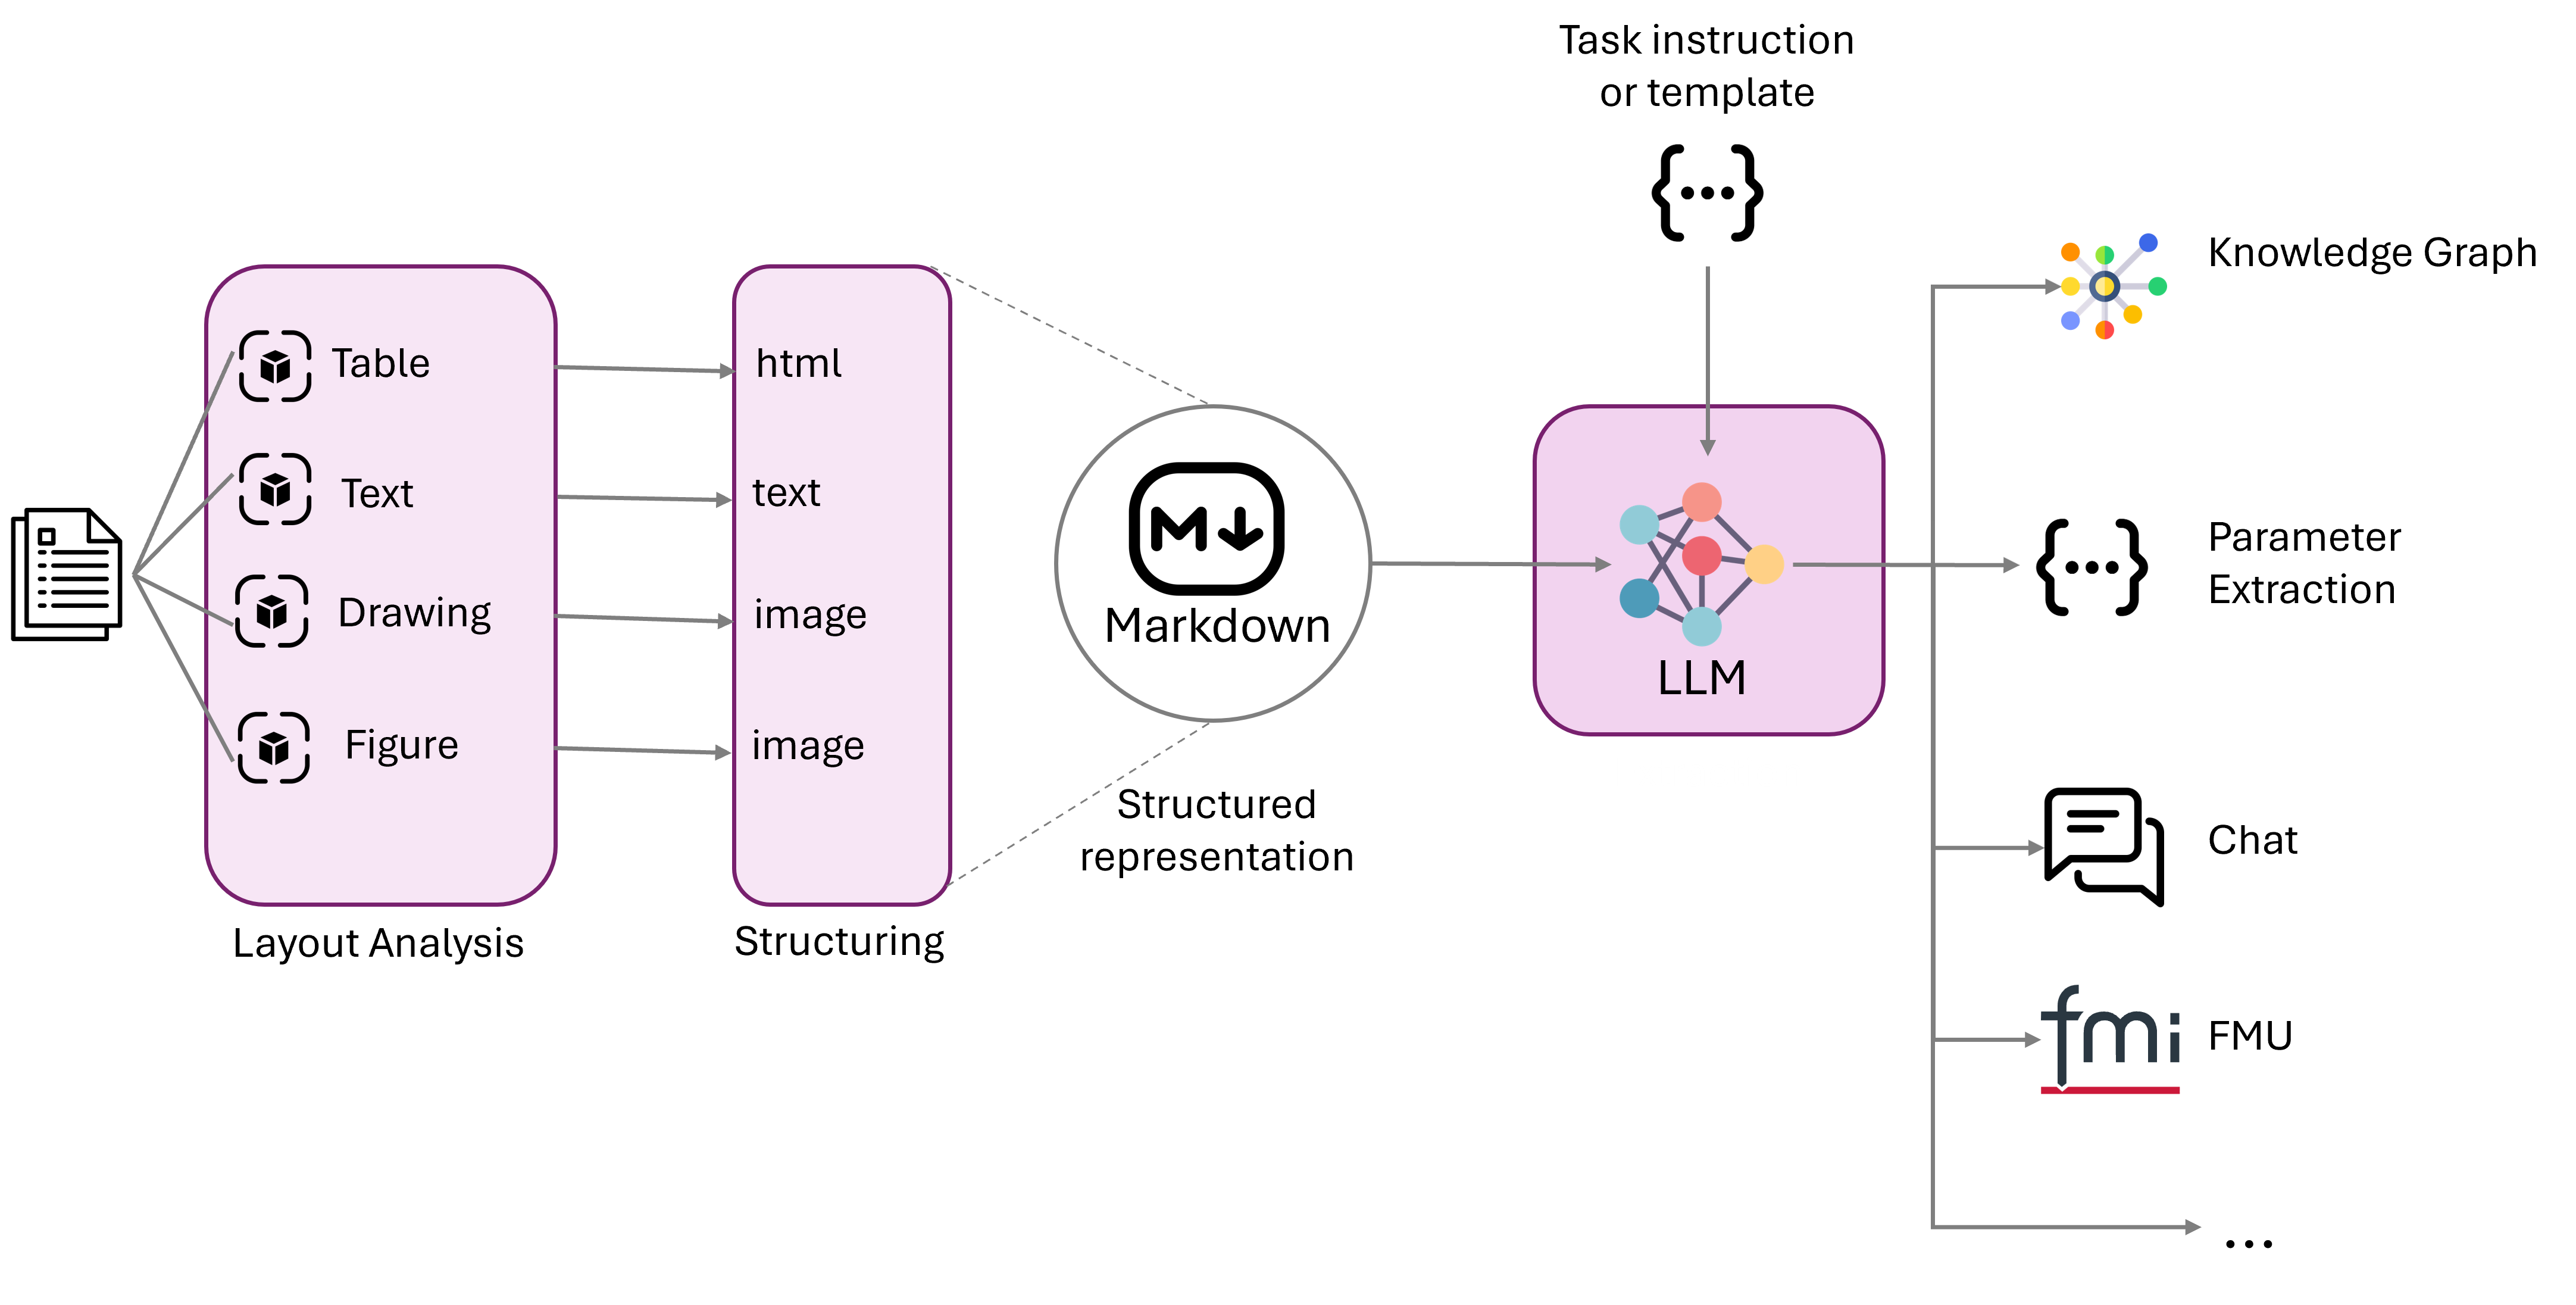 Task instruction
or template
{...}
Table
Text
Drawing
Figure
Layout Analysis
html
text
image
image
Structuring
M
Markdown
Structured
representation
LLM
Knowledge Graph
{...}
Parameter
Extraction
Chat
fmi
FMU
...